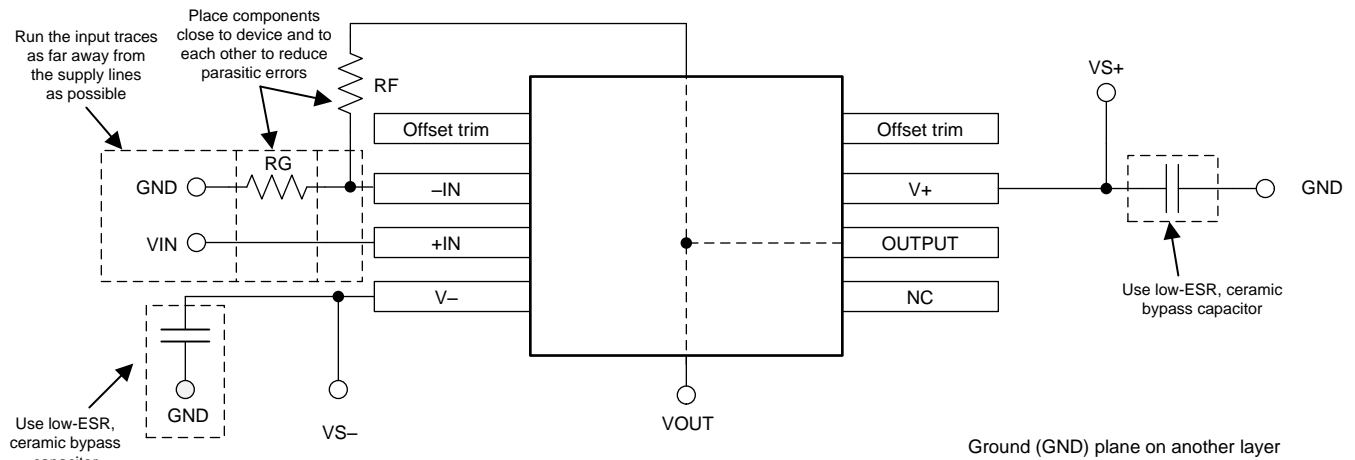 Place components
close to device and to
each other to reduce
parasitic errors
Run the input traces
as far away from
the supply lines
as possible
RF
VS+
Offset trim
Offset trim
RG
GND
–IN
V+
GND
VIN
+IN
OUTPUT
V–
NC
Use low-ESR, ceramic
bypass capacitor
GND
VS–
VOUT
Use low-ESR,
ceramic bypass
Ground (GND) plane on another layer